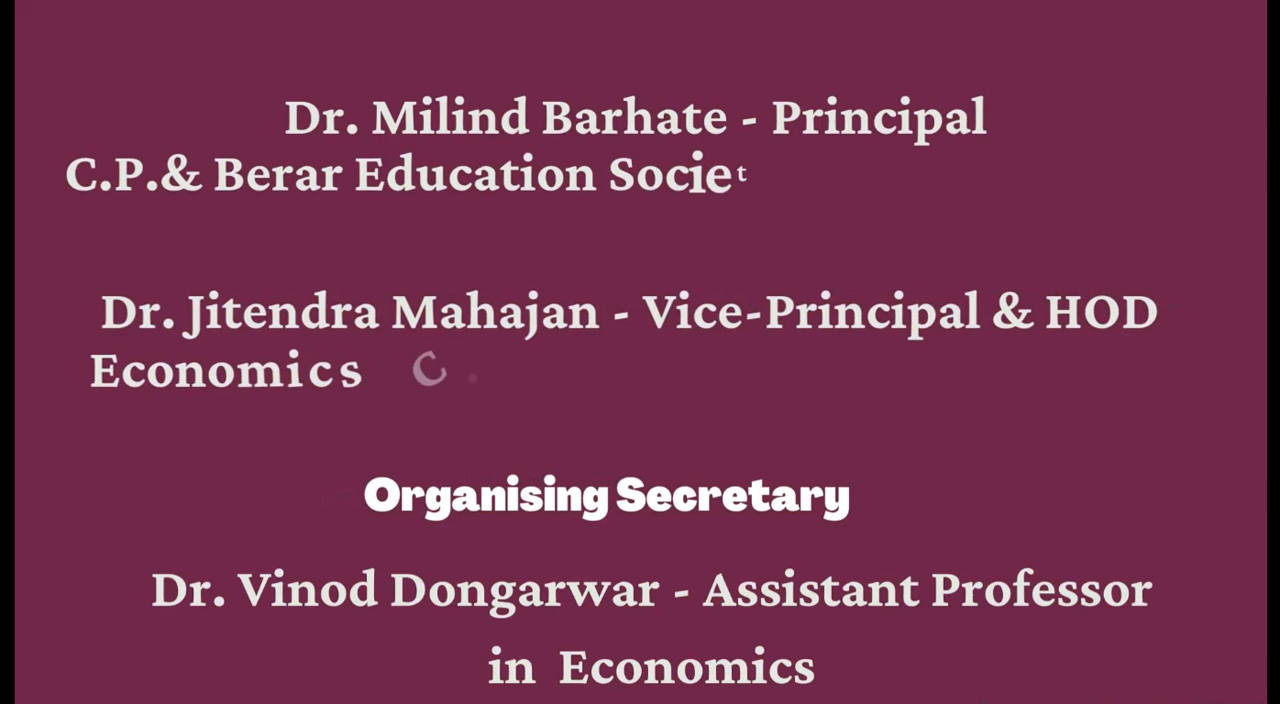 Dr. Milind Barhate - Principal
C.P.& Berar Education Societ
Dr. Jitendra Mahajan - Vice-Principal & HOD
Economics C
Organising Secretary
Dr. Vinod Dongarwar - Assistant Professor
in Economics